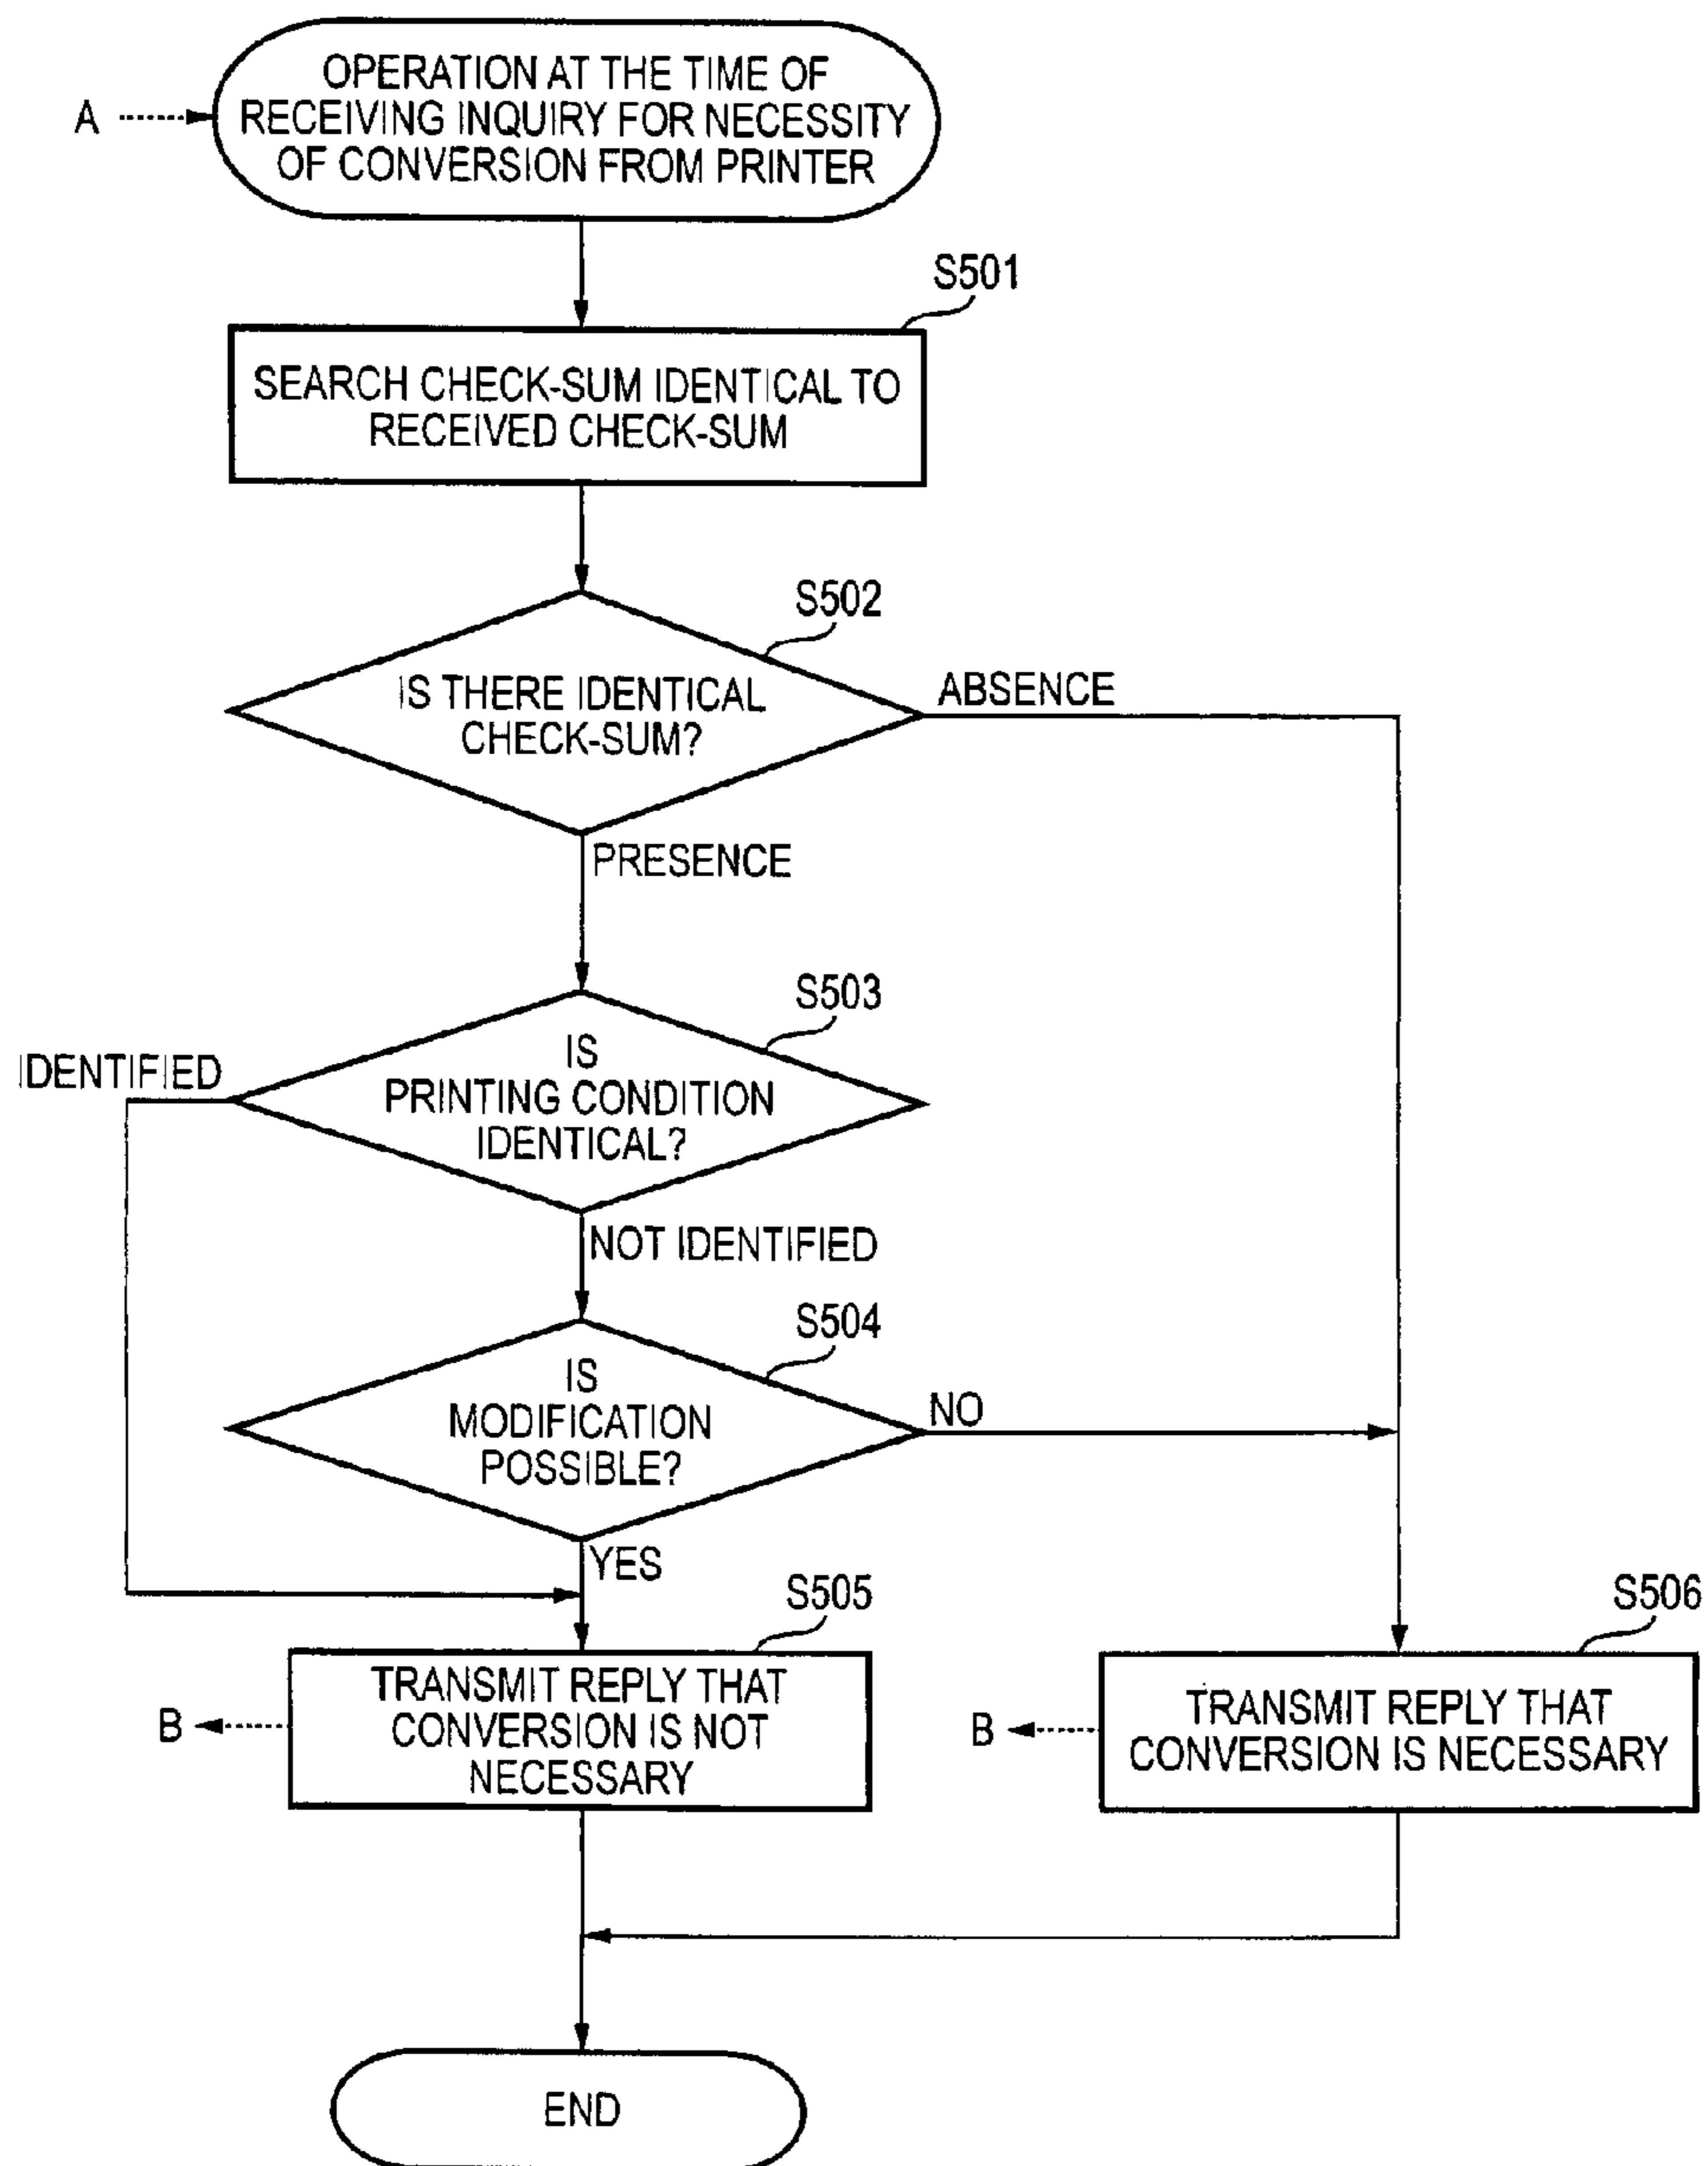 OPERATION AT THE TIME OF
RECEIVING INQUIRY FOR NECESSITY
OF CONVERSION FROM PRINTER
A
S501
SEARCH CHECK-SUM IDENTICAL TO
RECEIVED CHECK-SUM
S502
IS THERE IDENTICAL
CHECK-SUM?
ABSENCE
PRESENCE
S503
IS
PRINTING CONDITION
IDENTICAL?
IDENTIFIED
NOT IDENTIFIED
S504
IS
MODIFICATION
POSSIBLE?
NO
YES
S505
TRANSMIT REPLY THAT
CONVERSION IS NOT
NECESSARY
B
S506
TRANSMIT REPLY THAT
CONVERSION IS NECESSARY
B
END